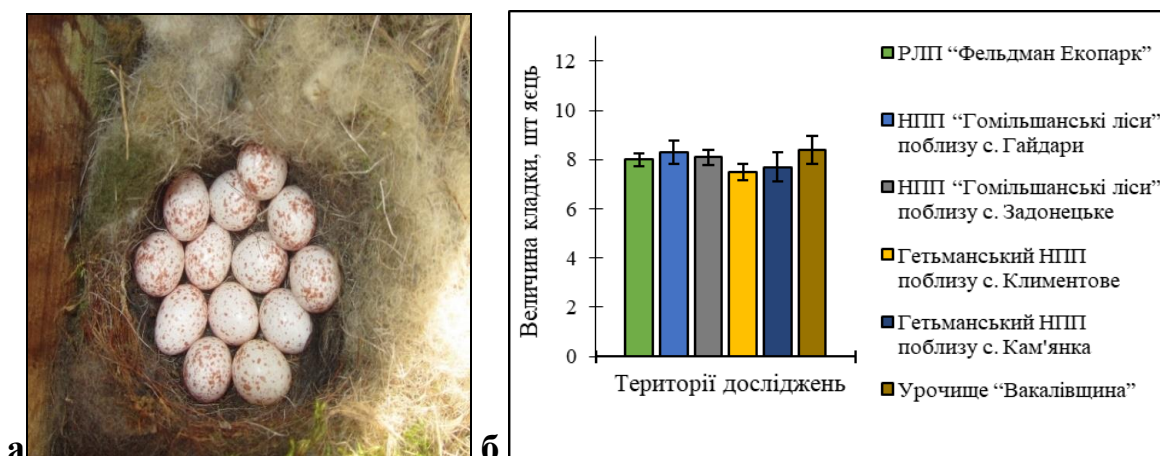 а
б
Величина кладки, шт яєць
12
10
8
6
4
2
0
Території досліджень
РЛП “Фельдман Екопарк”
НПП “Гомільшанські ліси”
поблизу с. Гайдари
НПП “Гомільшанські ліси”
поблизу с. Задонецьке
Гетьманський НПП
поблизу с. Климентове
Гетьманський НПП
поблизу с. Кам'янка
Урочище “Вакалівщина”